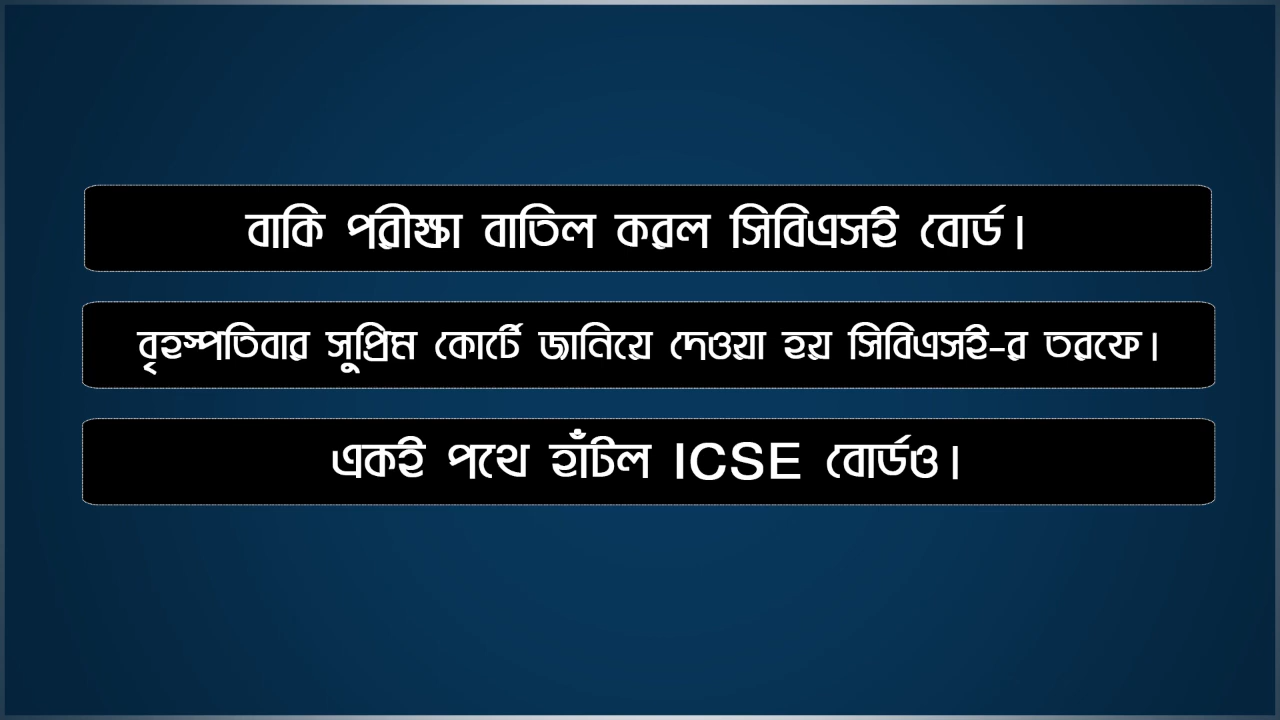 বাকি পরীক্ষা বাতিল করল সিবিএসই বোর্ড।
বৃহস্পতিবার সুপ্রিম কোর্টে জানিয়ে দেওয়া হয় সিবিএসই-র তরফে।
একই পথে হাঁটল ICSE বোর্ডও।